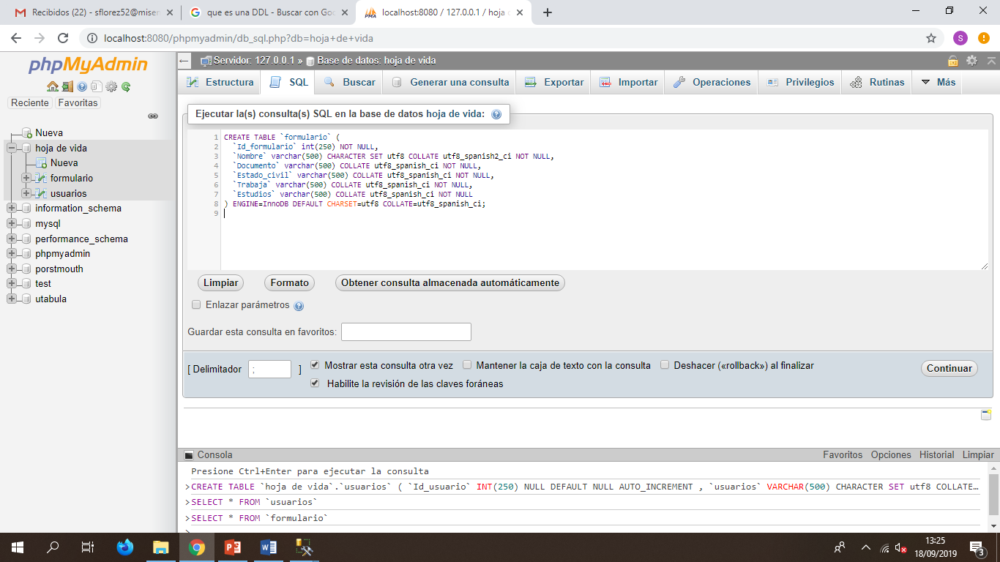 Recibidos (22) - sflorez52@miser
que es una DDL - Buscar con Goo
localhost:8080 / 127.0.0.1 / hoja
localhost:8080/phpmyadmin/db_sql.php?db=hoja+de+vida
S
phpMyAdmin
Reciente
Favoritas
Nueva
hoja de vida
Nueva
formulario
usuarios
information_schema
mysql
performance_schema
phpmyadmin
porstmouth
test
utabula
Servidor: 127.0.0.1 » Base de datos: hoja de vida
Estructura
SQL
Buscar
Generar una consulta
Exportar
Importar
Operaciones
Privilegios
Rutinas
Más
Ejecutar la(s) consulta(s) SQL en la base de datos hoja de vida:
1 CREATE TABLE `formulario` (
2 `Id_formulario` int(250) NOT NULL,
3 `Nombre` varchar(500) CHARACTER SET utf8 COLLATE utf8_spanish2_ci NOT NULL,
4 `Documento` varchar(500) COLLATE utf8_spanish_ci NOT NULL,
5 `Estado_civil` varchar(500) COLLATE utf8_spanish_ci NOT NULL,
6 `Trabaja` varchar(500) COLLATE utf8_spanish_ci NOT NULL,
7 `Estudios` varchar(500) COLLATE utf8_spanish_ci NOT NULL
8 ) ENGINE=InnoDB DEFAULT CHARSET=utf8 COLLATE=utf8_spanish_ci;
9
Limpiar
Formato
Obtener consulta almacenada automáticamente
Enlazar parámetros
Guardar esta consulta en favoritos:
[ Delimitador ; ]
Mostrar esta consulta otra vez
Mantener la caja de texto con la consulta
Deshacer («rollback») al finalizar
Continuar
Habilite la revisión de las claves foráneas
Consola
Favoritos
Opciones
Historial
Limpiar
Presione Ctrl+Enter para ejecutar la consulta
>CREATE TABLE `hoja de vida`.`usuarios` ( `Id_usuario` INT(250) NULL DEFAULT NULL AUTO_INCREMENT , `usuarios` VARCHAR(500) CHARACTER SET utf8 COLLATE…
>SELECT * FROM `usuarios`
>SELECT * FROM `formulario`
>
13:25
18/09/2019
3